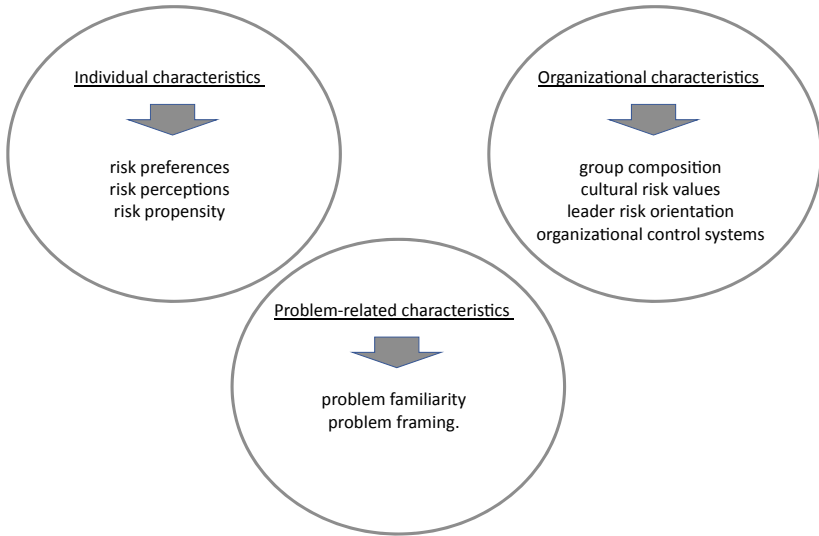 Individual characteristics
risk preferences
risk perceptions
risk propensity
Organizational characteristics
group composition
cultural risk values
leader risk orientation
organizational control systems
Problem-related characteristics
problem familiarity
problem framing.